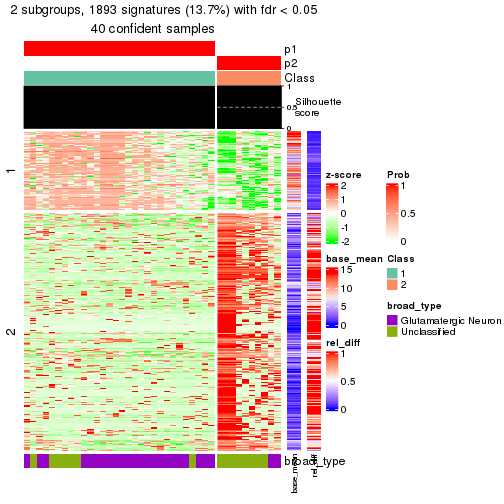 2 subgroups, 1893 signatures (13.7%) with fdr < 0.05
40 confident samples
p1
p2
Class
1
0.5
0
Silhouette
score
1
2
z-score
2
1
0
-1
-2
Prob
1
0.5
0
base_mean
15
10
5
0
Class
1
2
broad_type
Glutamatergic Neuron
Unclassified
rel_diff
1
0.5
0
broad_type
base_mean
rel_diff